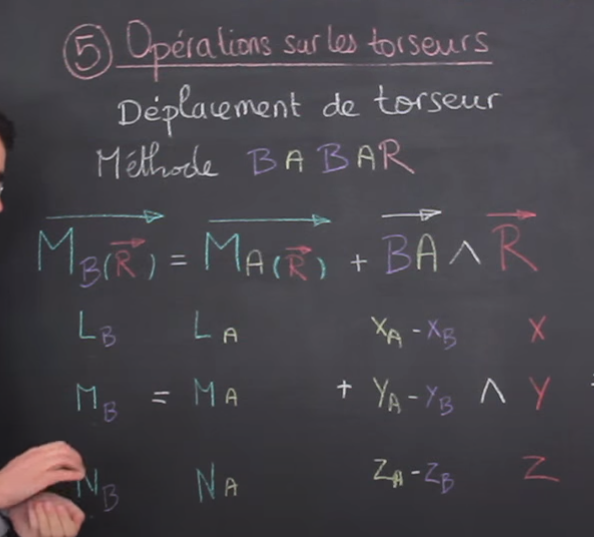 ⑤ Opérations sur les torseurs
Déplacement de torseur
Méthode BABAR
M_B(R) = M_A(R) + BA ∧ R
L_B L_A X_A - X_B X
M_B = M_A + Y_A - Y_B ∧ Y
N_B N_A Z_A - Z_B Z